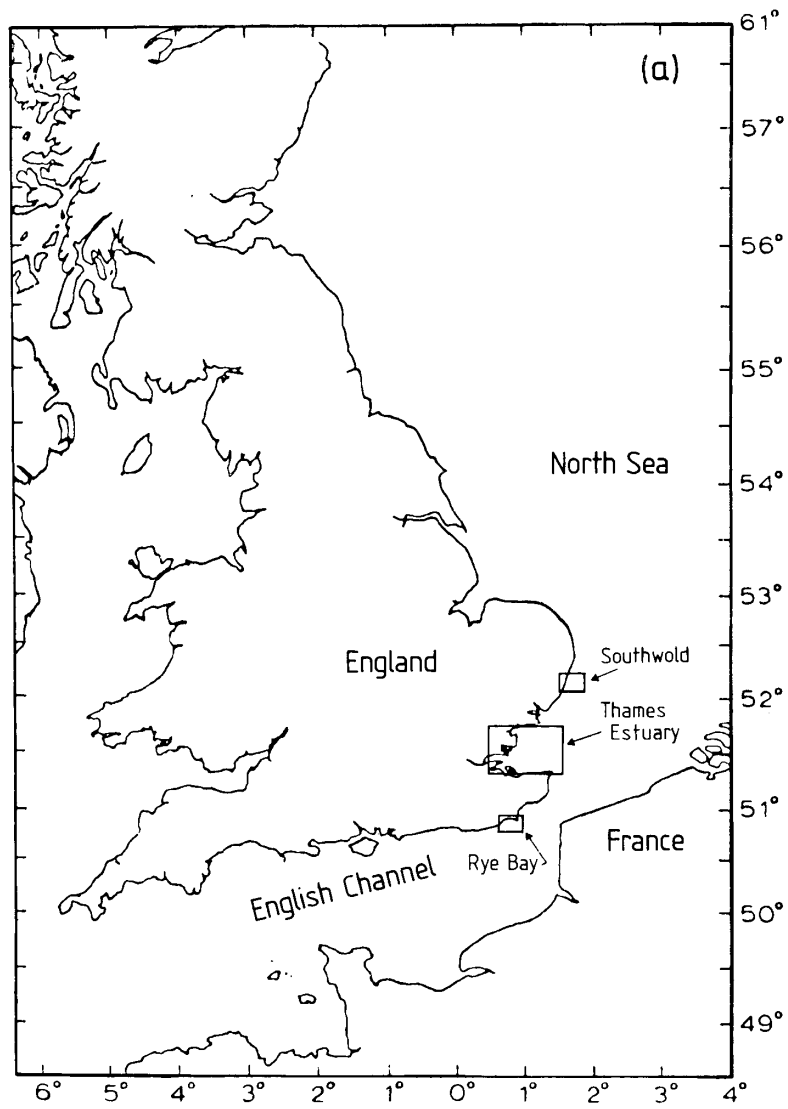 61°
(a)
57°
56°
55°
North Sea
54°
53°
England
Southwold
52°
Thames
Estuary
51°
France
Rye Bay
English Channel
50°
49°
6° 5° 4° 3° 2° 1° 0° 1° 2° 3° 4°